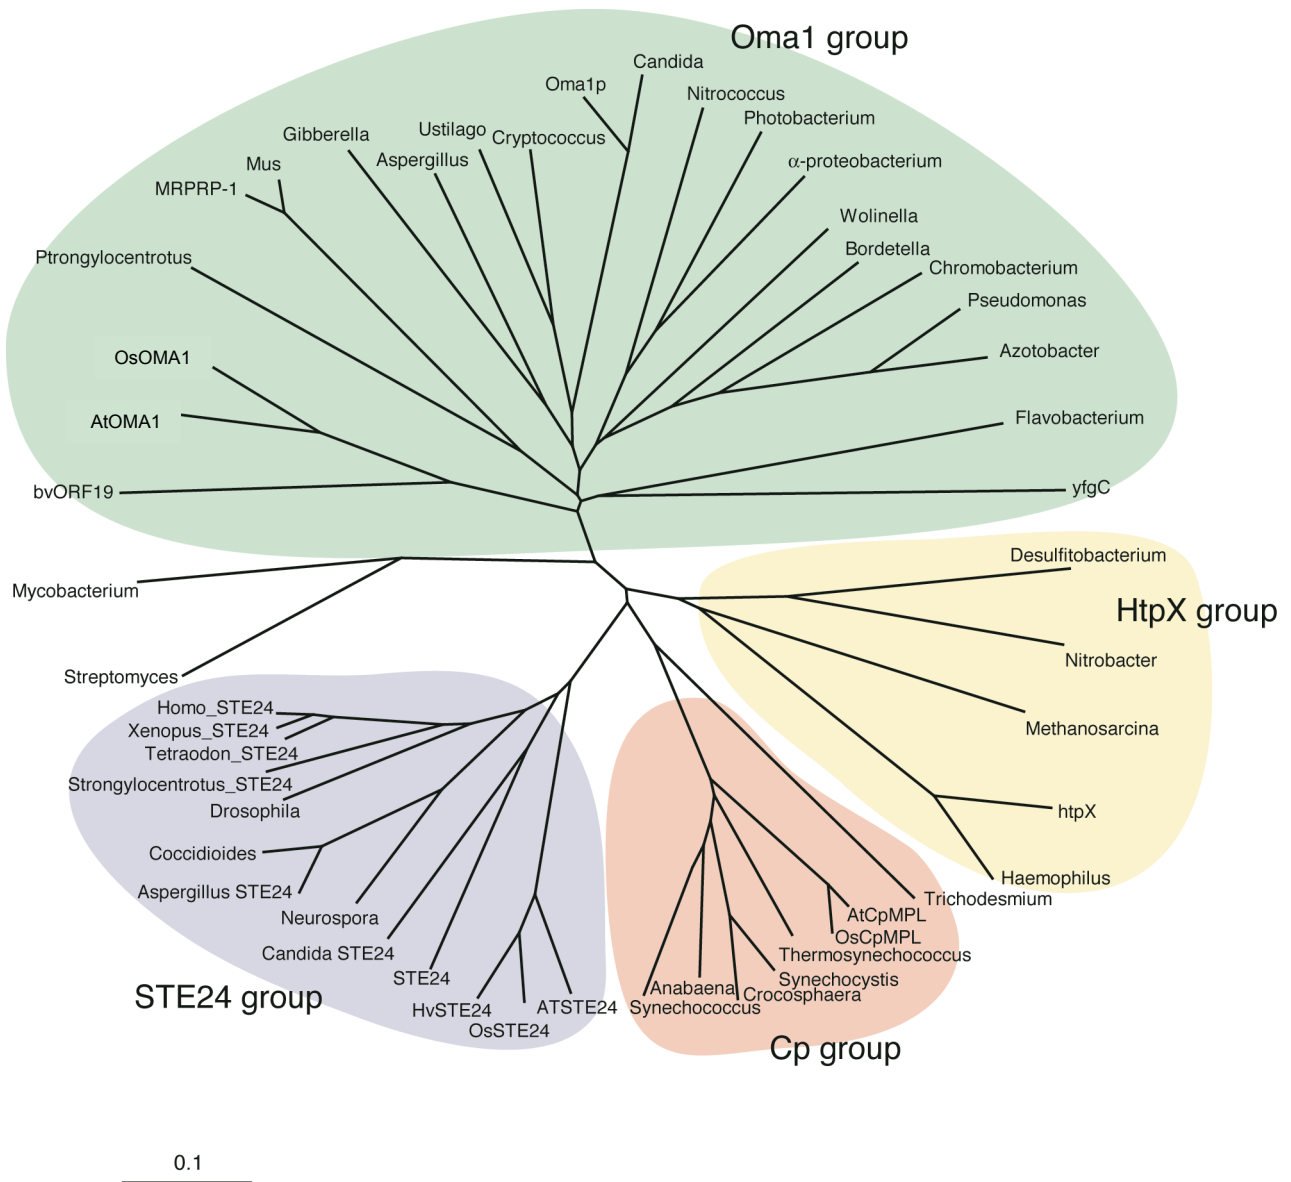 Oma1 group
Candida
Oma1p
Nitrococcus
Photobacterium
Gibberella
Ustilago
Cryptococcus
Aspergillus
α-proteobacterium
Mus
MRPRP-1
Wolinella
Bordetella
Ptrongylocentrotus
Chromobacterium
Pseudomonas
OsOMA1
Azotobacter
AtOMA1
Flavobacterium
bvORF19
yfgC
Desulfitobacterium
Mycobacterium
HtpX group
Nitrobacter
Streptomyces
Homo_STE24
Xenopus_STE24
Methanosarcina
Tetraodon_STE24
Strongylocentrotus_STE24
Drosophila
htpX
Coccidioides
Haemophilus
Aspergillus STE24
Trichodesmium
Neurospora
AtCpMPL
OsCpMPL
Candida STE24
Thermosynechococcus
STE24
Synechocystis
Anabaena
Crocosphaera
STE24 group
HvSTE24
ATSTE24
Synechococcus
OsSTE24
Cp group
0.1